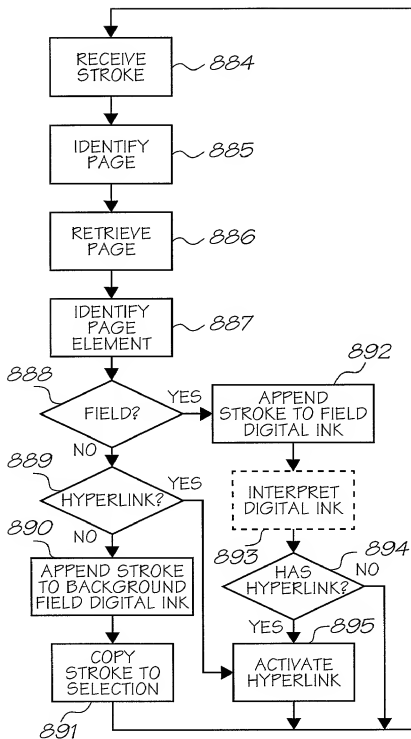 RECEIVE
STROKE
884
IDENTIFY
PAGE
885
RETRIEVE
PAGE
886
IDENTIFY
PAGE
ELEMENT
887
888
FIELD?
YES
NO
892
APPEND
STROKE TO FIELD
DIGITAL INK
889
HYPERLINK?
YES
NO
INTERPRET
DIGITAL INK
893
890
APPEND STROKE
TO BACKGROUND
FIELD DIGITAL INK
894
HAS
HYPERLINK?
NO
YES
895
COPY
STROKE TO
SELECTION
891
ACTIVATE
HYPERLINK